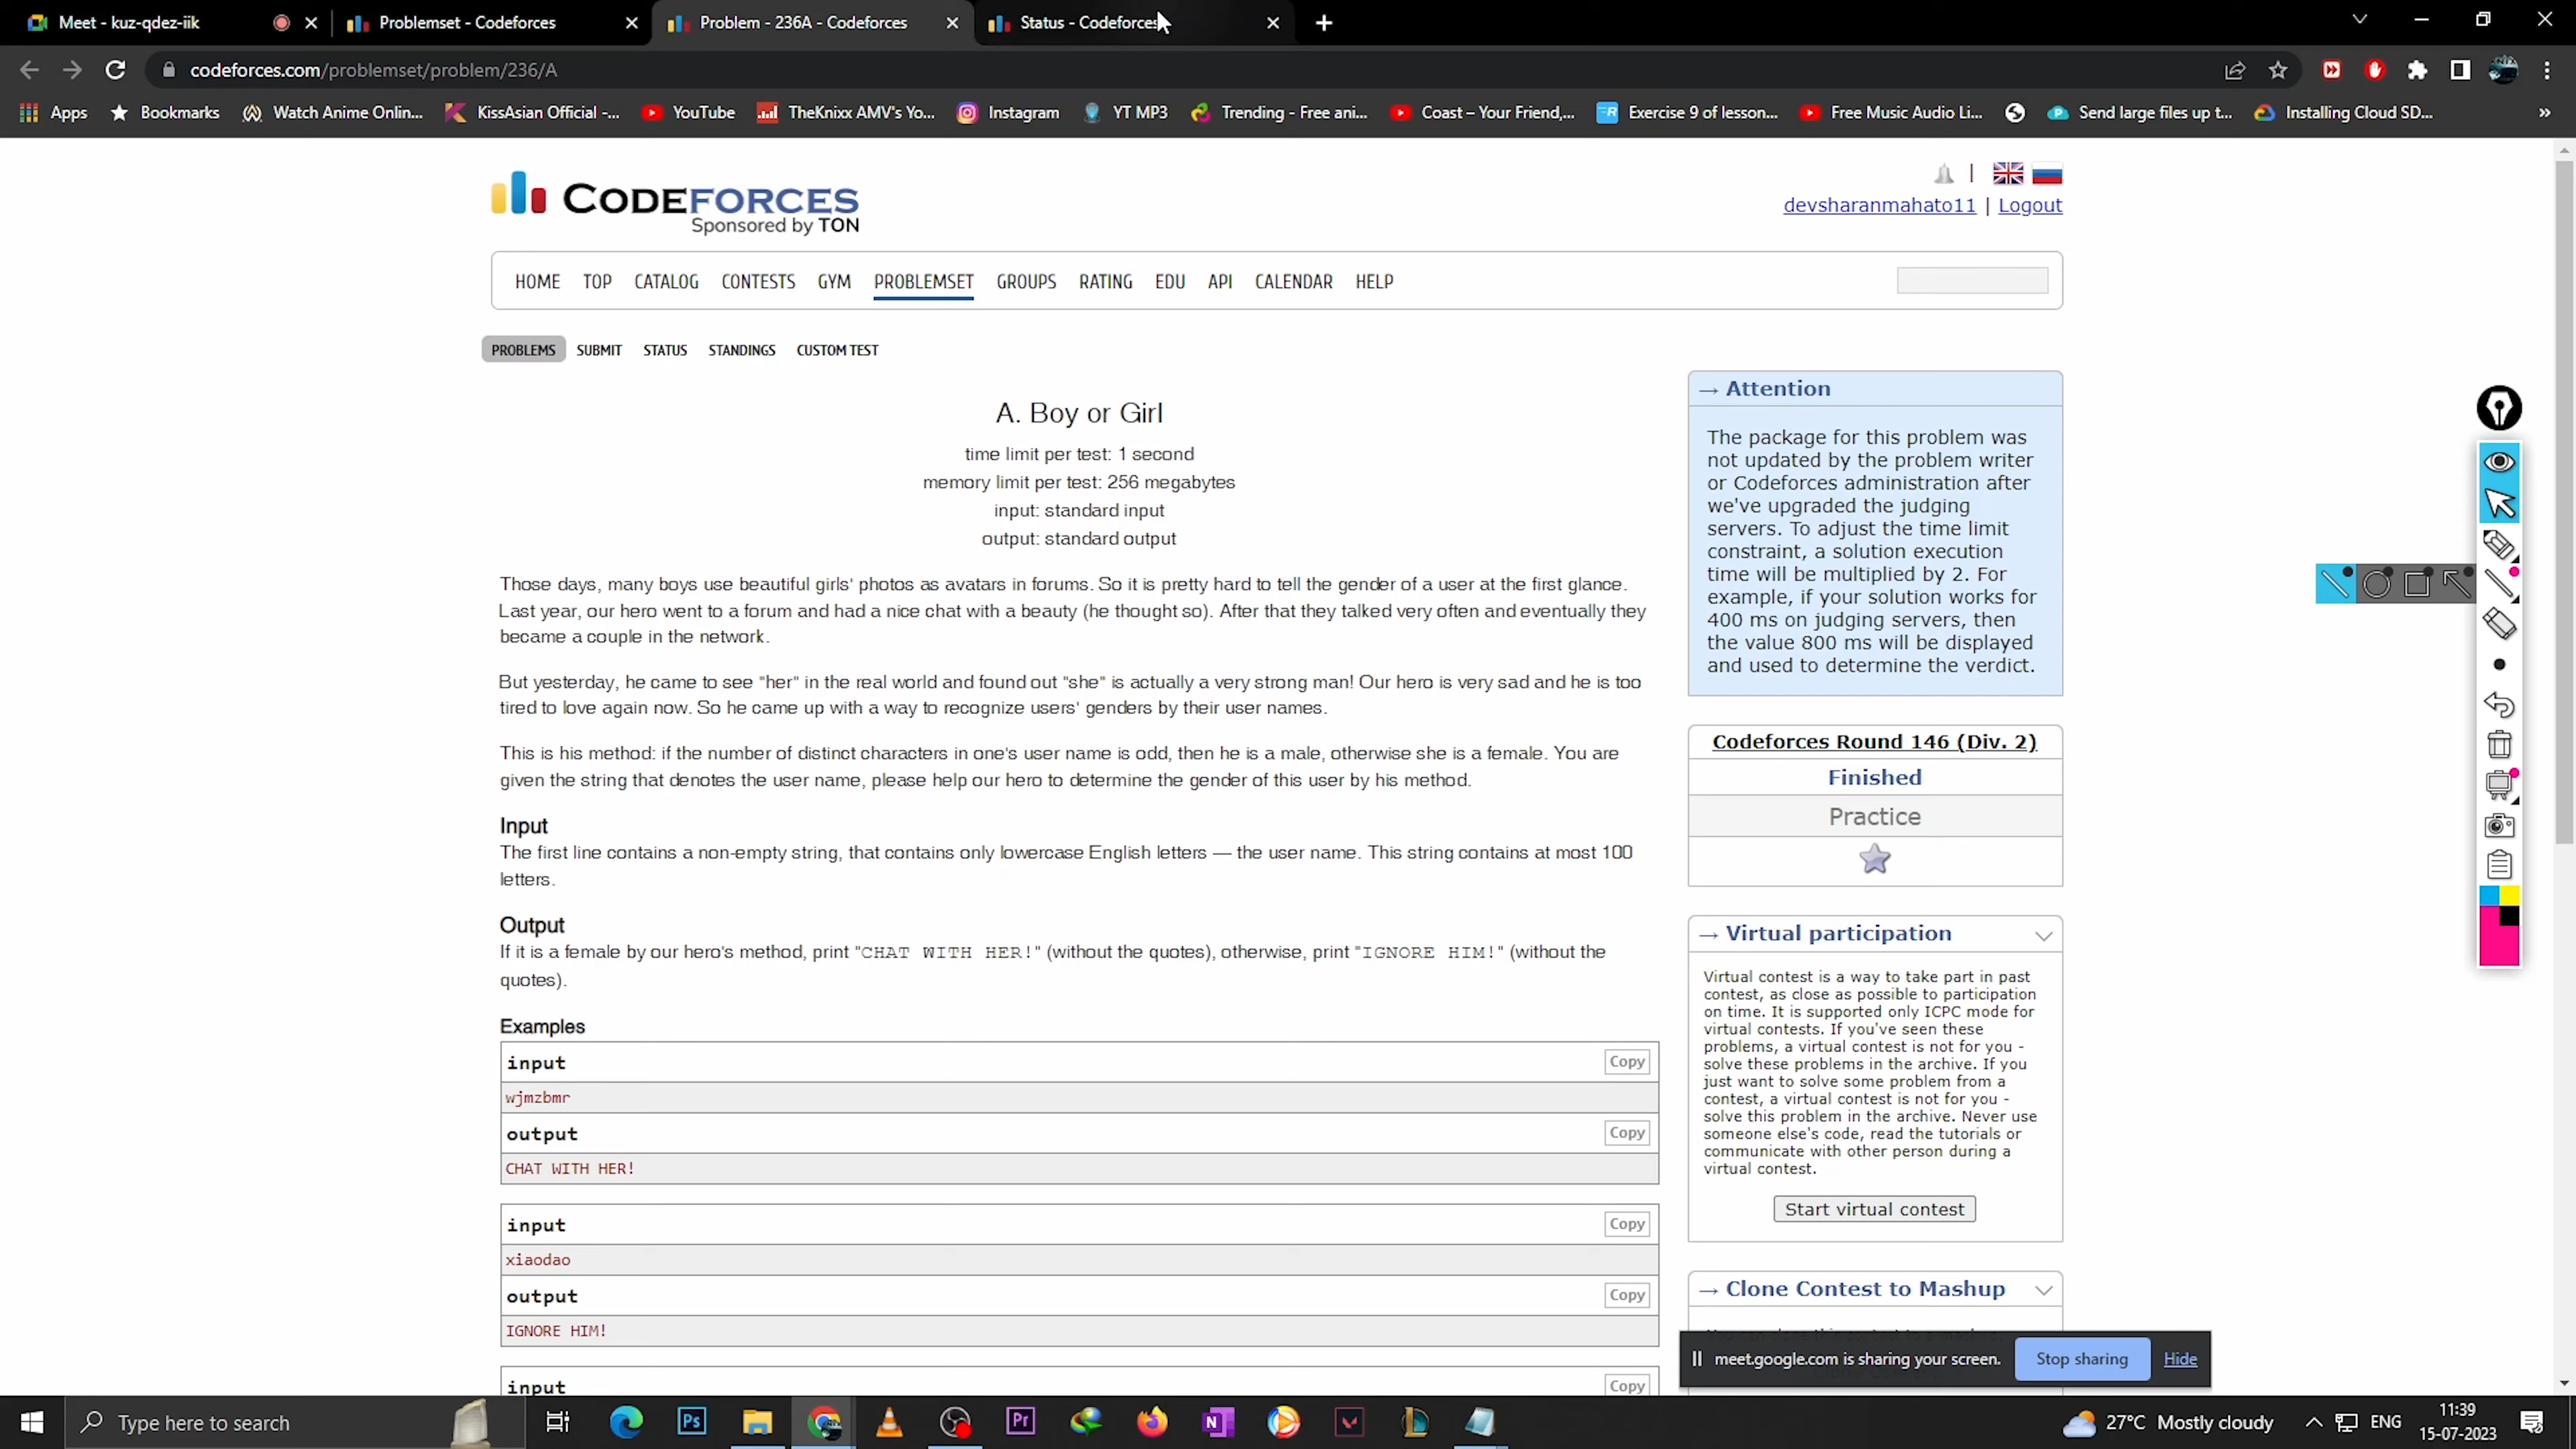 Meet - kuz-qdez-iik
Problemset - Codeforces
Problem - 236A - Codeforces
Status - Codeforces
codeforces.com/problemset/problem/236/A
Apps
Bookmarks
Watch Anime Online...
KissAsian Official -...
YouTube
TheKnixx AMV's Yo...
Instagram
YT MP3
Trending - Free ani...
Coast – Your Friend,...
Exercise 9 of lesson...
Free Music Audio Li...
Send large files up t...
Installing Cloud SD...
»
CODEFORCES
Sponsored by TON
devsharanmahato11 | Logout
HOME TOP CATALOG CONTESTS GYM PROBLEMSET GROUPS RATING EDU API CALENDAR HELP
PROBLEMS SUBMIT STATUS STANDINGS CUSTOM TEST
A. Boy or Girl
time limit per test: 1 second
memory limit per test: 256 megabytes
input: standard input
output: standard output
Those days, many boys use beautiful girls' photos as avatars in forums. So it is pretty hard to tell the gender of a user at the first glance.
Last year, our hero went to a forum and had a nice chat with a beauty (he thought so). After that they talked very often and eventually they
became a couple in the network.
But yesterday, he came to see "her" in the real world and found out "she" is actually a very strong man! Our hero is very sad and he is too
tired to love again now. So he came up with a way to recognize users' genders by their user names.
This is his method: if the number of distinct characters in one's user name is odd, then he is a male, otherwise she is a female. You are
given the string that denotes the user name, please help our hero to determine the gender of this user by his method.
Input
The first line contains a non-empty string, that contains only lowercase English letters — the user name. This string contains at most 100
letters.
Output
If it is a female by our hero's method, print "CHAT WITH HER!" (without the quotes), otherwise, print "IGNORE HIM!" (without the
quotes).
Examples
input
Copy
wjmzbmr
output
Copy
CHAT WITH HER!
input
Copy
xiaodao
output
Copy
IGNORE HIM!
input
Copy
→ Attention
The package for this problem was
not updated by the problem writer
or Codeforces administration after
we've upgraded the judging
servers. To adjust the time limit
constraint, a solution execution
time will be multiplied by 2. For
example, if your solution works for
400 ms on judging servers, then
the value 800 ms will be displayed
and used to determine the verdict.
Codeforces Round 146 (Div. 2)
Finished
Practice
→ Virtual participation
Virtual contest is a way to take part in past
contest, as close as possible to participation
on time. It is supported only ICPC mode for
virtual contests. If you've seen these
problems, a virtual contest is not for you -
solve these problems in the archive. If you
just want to solve some problem from a
contest, a virtual contest is not for you -
solve this problem in the archive. Never use
someone else's code, read the tutorials or
communicate with other person during a
virtual contest.
Start virtual contest
→ Clone Contest to Mashup
meet.google.com is sharing your screen.
Stop sharing
Hide
Type here to search
27°C Mostly cloudy
ENG
11:39
15-07-2023